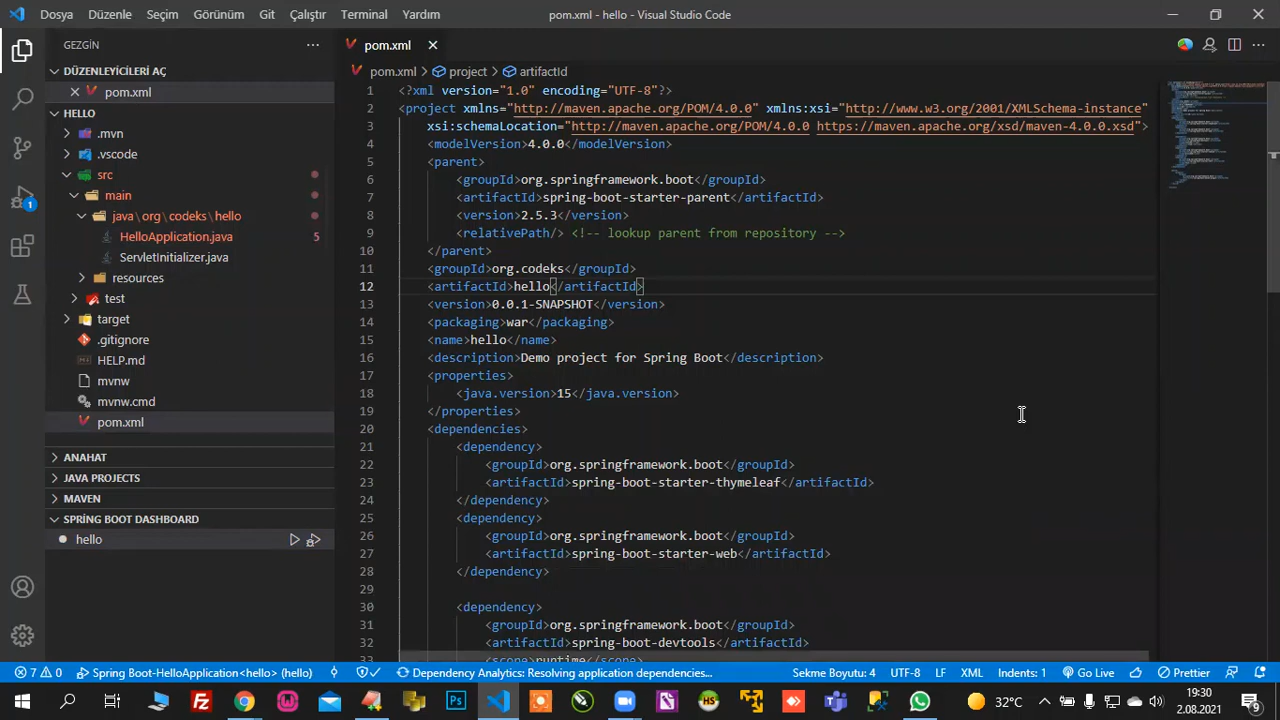 Dosya Düzenle Seçim Görünüm Git Çalıştır Terminal Yardım pom.xml - hello - Visual Studio Code
GEZGİN
DÜZENLEYİCİLERİ AÇ
pom.xml
HELLO
.mvn
.vscode
src
main
java\org\codeks\hello
HelloApplication.java 5
ServletInitializer.java
resources
test
target
.gitignore
HELP.md
mvnw
mvnw.cmd
pom.xml
ANAHAT
JAVA PROJECTS
MAVEN
SPRİNG BOOT DASHBOARD
hello
1
pom.xml
pom.xml > project > artifactId
1 <?xml version="1.0" encoding="UTF-8"?>
2 <project xmlns="http://maven.apache.org/POM/4.0.0" xmlns:xsi="http://www.w3.org/2001/XMLSchema-instance"
3 xsi:schemaLocation="http://maven.apache.org/POM/4.0.0 https://maven.apache.org/xsd/maven-4.0.0.xsd">
4 <modelVersion>4.0.0</modelVersion>
5 <parent>
6 <groupId>org.springframework.boot</groupId>
7 <artifactId>spring-boot-starter-parent</artifactId>
8 <version>2.5.3</version>
9 <relativePath/> <!-- lookup parent from repository -->
10 </parent>
11 <groupId>org.codeks</groupId>
12 <artifactId>hello</artifactId>
13 <version>0.0.1-SNAPSHOT</version>
14 <packaging>war</packaging>
15 <name>hello</name>
16 <description>Demo project for Spring Boot</description>
17 <properties>
18 <java.version>15</java.version>
19 </properties>
20 <dependencies>
21 <dependency>
22 <groupId>org.springframework.boot</groupId>
23 <artifactId>spring-boot-starter-thymeleaf</artifactId>
24 </dependency>
25 <dependency>
26 <groupId>org.springframework.boot</groupId>
27 <artifactId>spring-boot-starter-web</artifactId>
28 </dependency>
29
30 <dependency>
31 <groupId>org.springframework.boot</groupId>
32 <artifactId>spring-boot-devtools</artifactId>
33 <scope>runtime</scope>
7 0 Spring Boot-HelloApplication<hello> (hello) Dependency Analytics: Resolving application dependencies... Sekme Boyutu: 4 UTF-8 LF XML Indents: 1 Go Live Prettier
32°C 19:30
2.08.2021 9